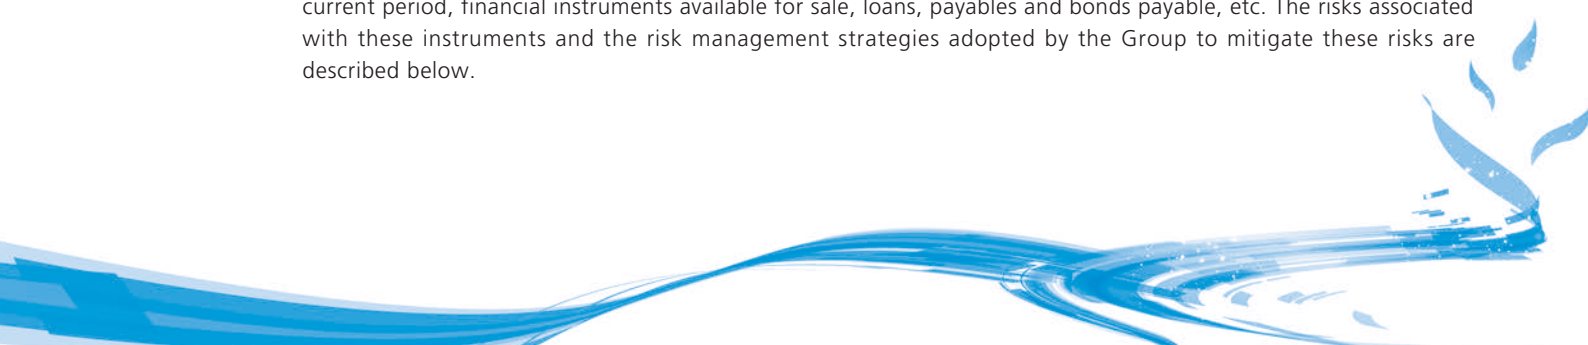 current period, financial instruments available for sale, loans, payables and bonds payable, etc. The risks associated
with these instruments and the risk management strategies adopted by the Group to mitigate these risks are
described below.